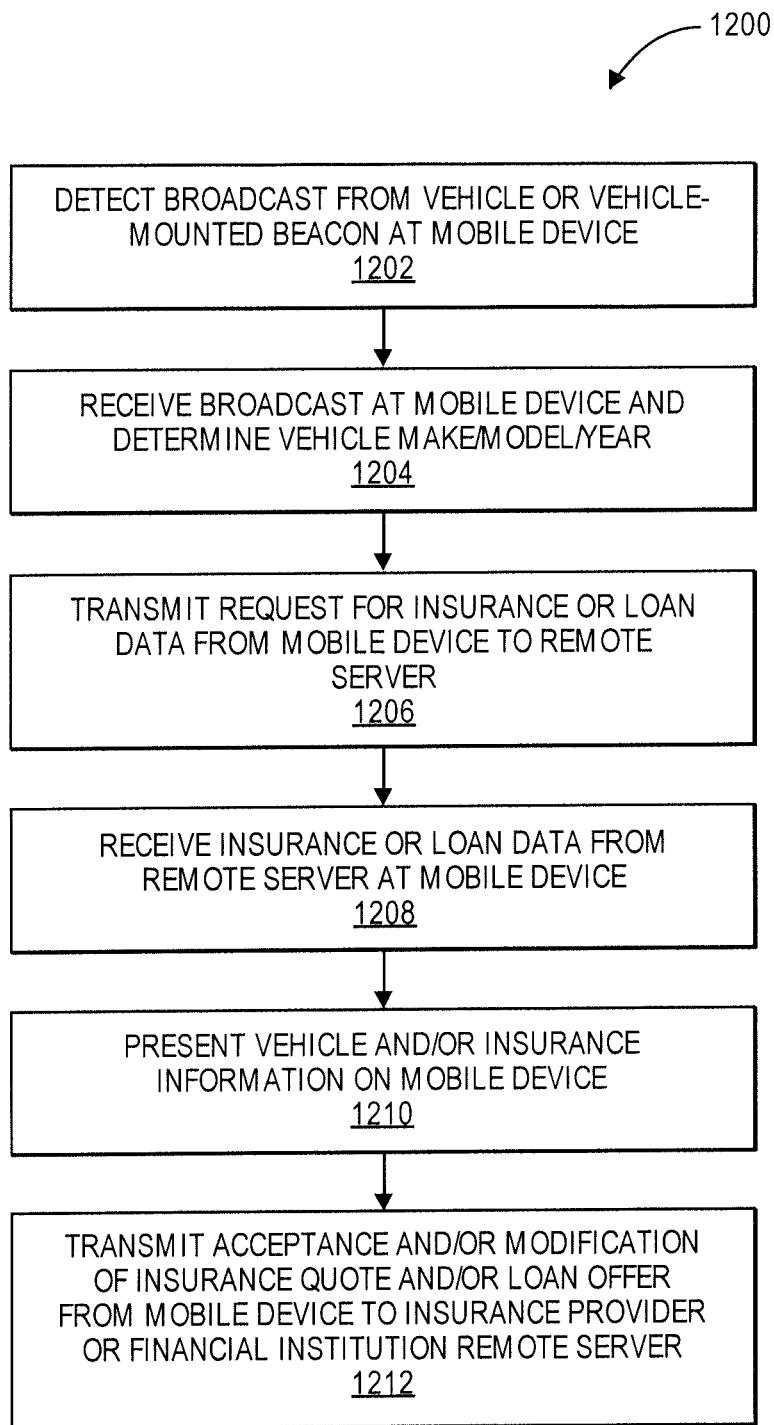 1200
DETECT BROADCAST FROM VEHICLE OR VEHICLE-
MOUNTED BEACON AT MOBILE DEVICE
1202
RECEIVE BROADCAST AT MOBILE DEVICE AND
DETERMINE VEHICLE MAKE/MODEL/YEAR
1204
TRANSMIT REQUEST FOR INSURANCE OR LOAN
DATA FROM MOBILE DEVICE TO REMOTE
SERVER
1206
RECEIVE INSURANCE OR LOAN DATA FROM
REMOTE SERVER AT MOBILE DEVICE
1208
PRESENT VEHICLE AND/OR INSURANCE
INFORMATION ON MOBILE DEVICE
1210
TRANSMIT ACCEPTANCE AND/OR MODIFICATION
OF INSURANCE QUOTE AND/OR LOAN OFFER
FROM MOBILE DEVICE TO INSURANCE PROVIDER
OR FINANCIAL INSTITUTION REMOTE SERVER
1212